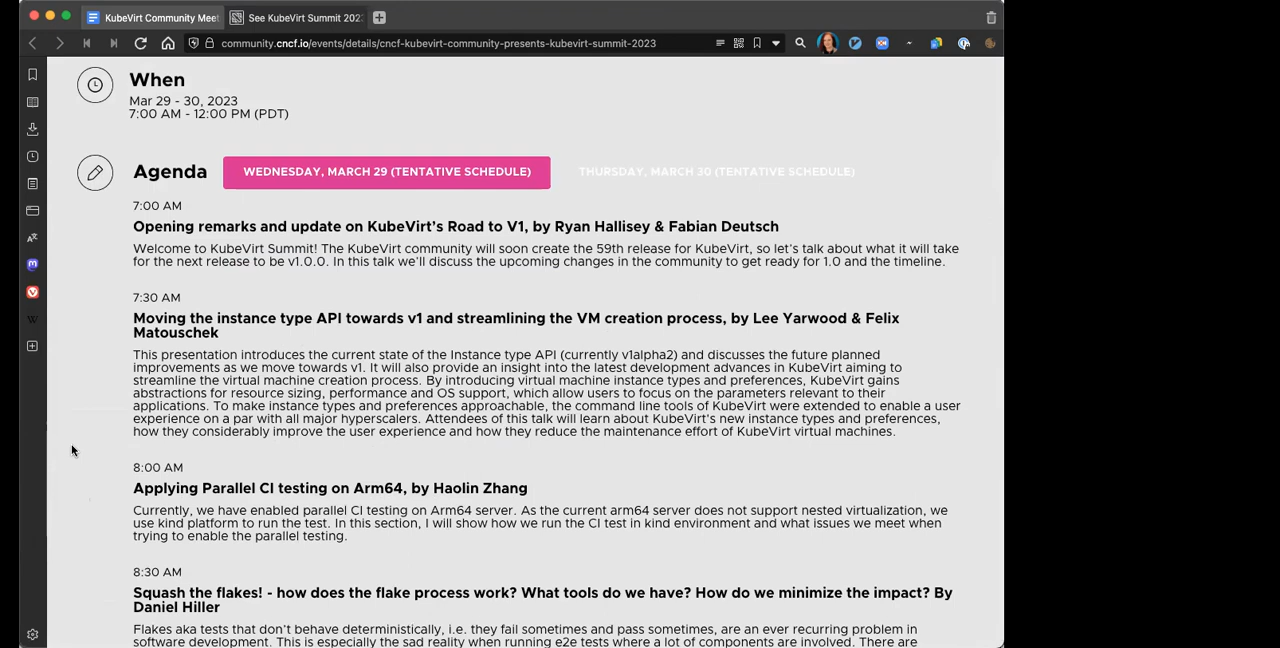 KubeVirt Community Meet
See KubeVirt Summit 202
community.cncf.io/events/details/cncf-kubevirt-community-presents-kubevirt-summit-2023
When
Mar 29 - 30, 2023
7:00 AM - 12:00 PM (PDT)
Agenda
WEDNESDAY, MARCH 29 (TENTATIVE SCHEDULE)
THURSDAY, MARCH 30 (TENTATIVE SCHEDULE)
7:00 AM
Opening remarks and update on KubeVirt's Road to V1, by Ryan Hallisey & Fabian Deutsch
Welcome to KubeVirt Summit! The KubeVirt community will soon create the 59th release for KubeVirt, so let's talk about what it will take
for the next release to be v1.0.0. In this talk we'll discuss the upcoming changes in the community to get ready for 1.0 and the timeline.
7:30 AM
Moving the instance type API towards v1 and streamlining the VM creation process, by Lee Yarwood & Felix
Matouschek
This presentation introduces the current state of the Instance type API (currently v1alpha2) and discusses the future planned
improvements as we move towards v1. It will also provide an insight into the latest development advances in KubeVirt aiming to
streamline the virtual machine creation process. By introducing virtual machine instance types and preferences, KubeVirt gains
abstractions for resource sizing, performance and OS support, which allow users to focus on the parameters relevant to their
applications. To make instance types and preferences approachable, the command line tools of KubeVirt were extended to enable a user
experience on a par with all major hyperscalers. Attendees of this talk will learn about KubeVirt's new instance types and preferences,
how they considerably improve the user experience and how they reduce the maintenance effort of KubeVirt virtual machines.
8:00 AM
Applying Parallel CI testing on Arm64, by Haolin Zhang
Currently, we have enabled parallel CI testing on Arm64 server. As the current arm64 server does not support nested virtualization, we
use kind platform to run the test. In this section, I will show how we run the CI test in kind environment and what issues we meet when
trying to enable the parallel testing.
8:30 AM
Squash the flakes! - how does the flake process work? What tools do we have? How do we minimize the impact? By
Daniel Hiller
Flakes aka tests that don't behave deterministically, i.e. they fail sometimes and pass sometimes, are an ever recurring problem in
software development. This is especially the sad reality when running e2e tests where a lot of components are involved. There are